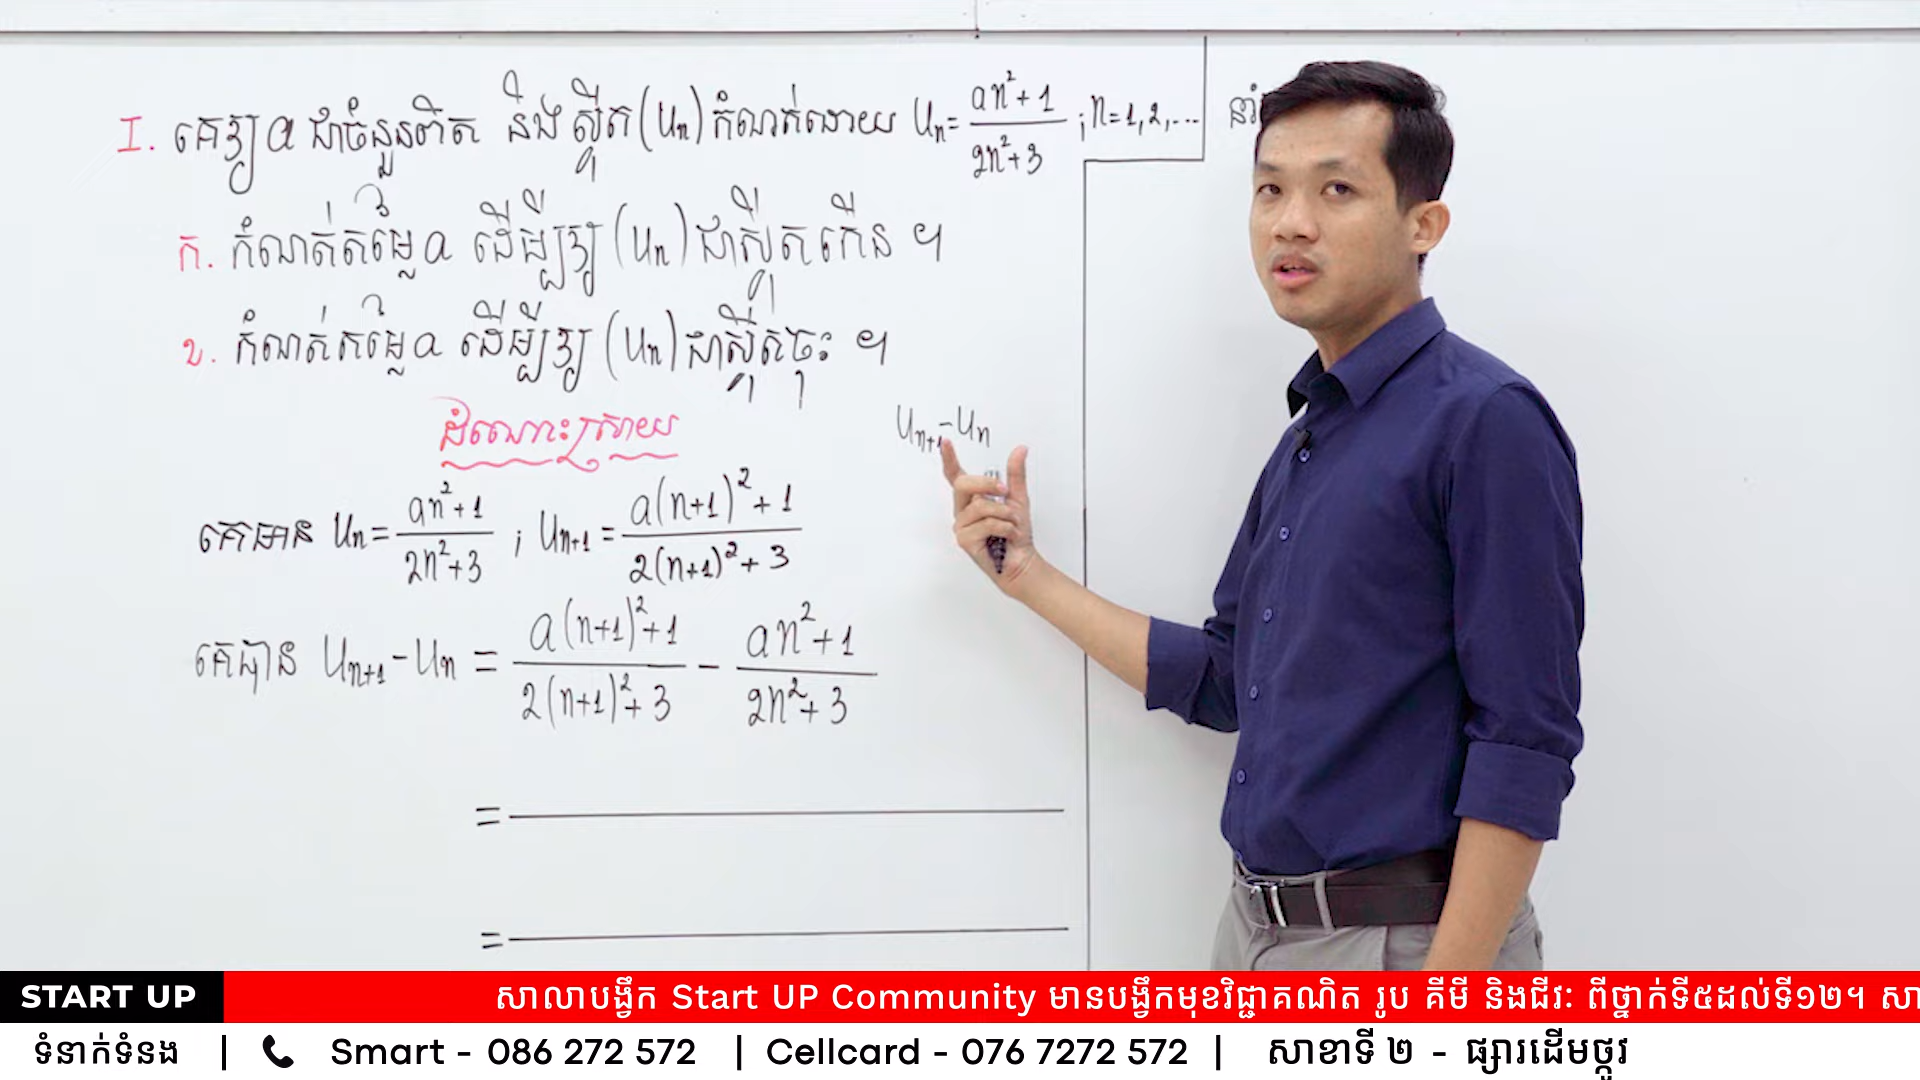 I. គេឲ្យ a ជាចំនួនពិត និង ស្វ៊ីត (Uₙ) កំណត់ដោយ Uₙ = (an²+1)/(2n²+3) ; n=1,2,... នាំ
ក. កំណត់តម្លៃ a ដើម្បីឲ្យ (Uₙ) ជាស្វ៊ីតកើន ។
ខ. កំណត់តម្លៃ a ដើម្បីឲ្យ (Uₙ) ជាស្វ៊ីតចុះ ។
ដំណោះស្រាយ
Uₙ₊₁ - Uₙ
គេមាន Uₙ = (an²+1)/(2n²+3) ; Uₙ₊₁ = (a(n+1)²+1)/(2(n+1)²+3)
គេបាន Uₙ₊₁ - Uₙ = (a(n+1)²+1)/(2(n+1)²+3) - (an²+1)/(2n²+3)
=
=
START UP សាលាបង្វឹក Start UP Community មានបង្វឹកមុខវិជ្ជាគណិត រូប គីមី និងជីវៈ ពីថ្នាក់ទី៥ដល់ទី១២។ សា
ទំនាក់ទំនង | Smart - 086 272 572 | Cellcard - 076 7272 572 | សាខាទី ២ - ផ្សារដើមថ្កូវ